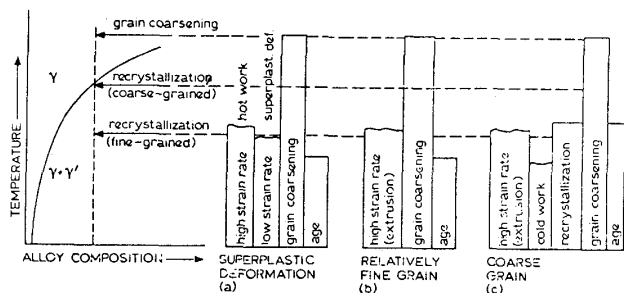 grain coarsening
γ
recrystallization
(coarse-grained)
recrystallization
(fine-grained)
γ+γ'
TEMPERATURE
ALLOY COMPOSITION
hot work
superplast. def.
high strain rate
low strain rate
grain coarsening
age
SUPERPLASTIC
DEFORMATION
(a)
high strain rate
(extrusion)
grain coarsening
age
RELATIVELY
FINE GRAIN
(b)
high strain rate
(extrusion)
cold work
recrystallization
grain coarsening
age
COARSE
GRAIN
(c)